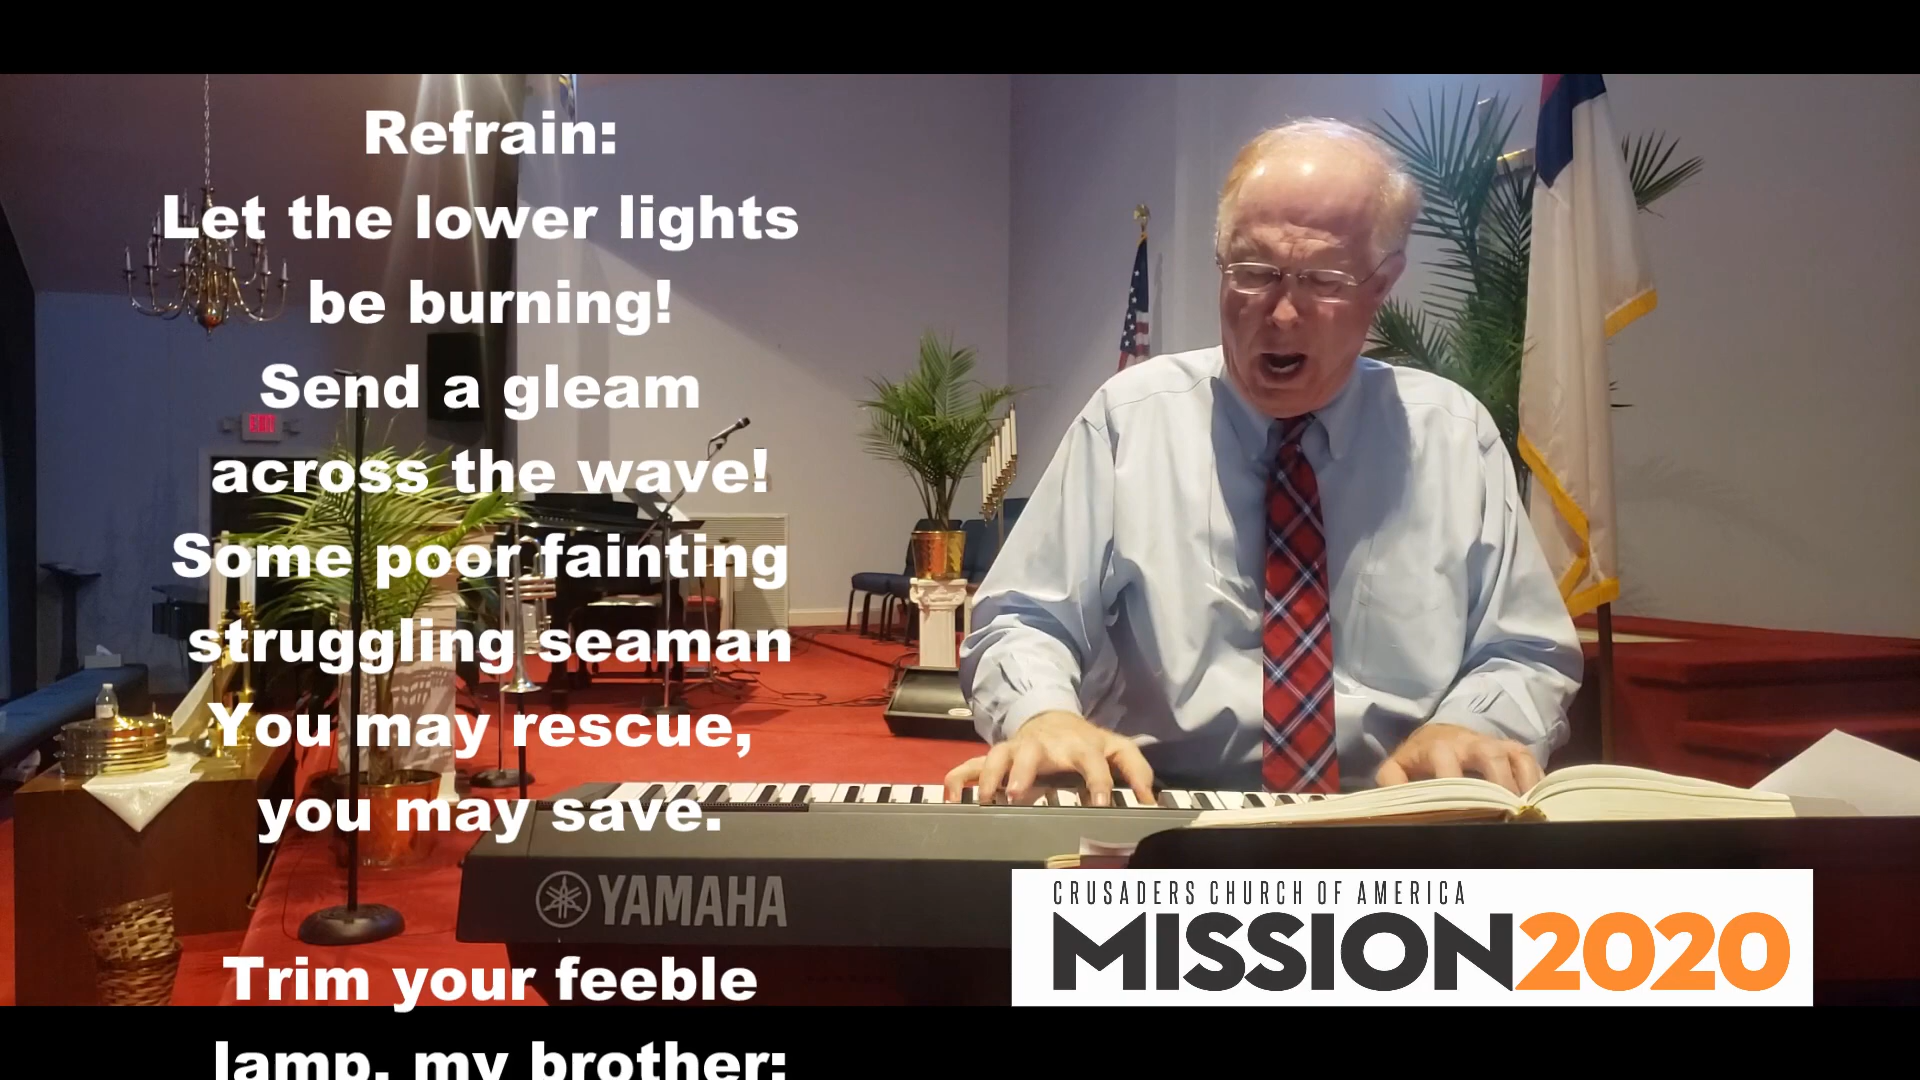 Refrain:
Let the lower lights
be burning!
Send a gleam
across the wave!
Some poor fainting
struggling seaman
You may rescue,
you may save.
Trim your feeble
lamp, my brother;
EXIT
YAMAHA
CRUSADERS CHURCH OF AMERICA
MISSION2020